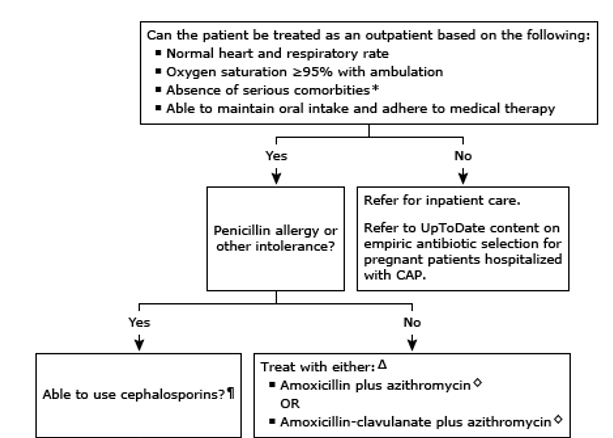 Can the patient be treated as an outpatient based on the following:
▪ Normal heart and respiratory rate
▪ Oxygen saturation ≥95% with ambulation
▪ Absence of serious comorbities*
▪ Able to maintain oral intake and adhere to medical therapy
Yes
No
Penicillin allergy or
other intolerance?
Refer for inpatient care.
Refer to UpToDate content on
empiric antibiotic selection for
pregnant patients hospitalized
with CAP.
Yes
No
Able to use cephalosporins?¶
Treat with either:Δ
▪ Amoxicillin plus azithromycin◇
OR
▪ Amoxicillin-clavulanate plus azithromycin◇